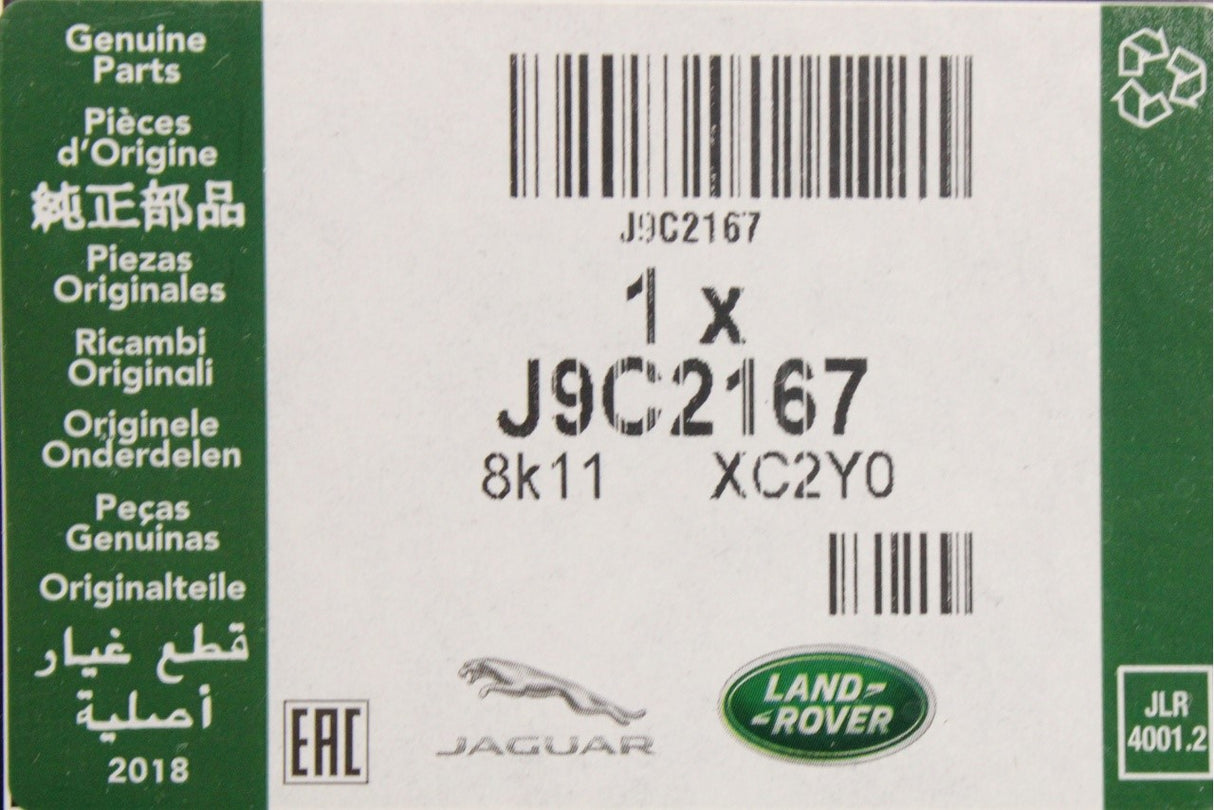 Genuine
Parts
Pièces
d'Origine
純正部品
Piezas
Originales
Ricambi
Originali
Originele
Onderdelen
Peças
Genuinas
Originalteile
قطع غيار
أصلية
2018
J9C2167
1 x
J9C2167
8k11 XC2Y0
EAC
JAGUAR
LAND-
-ROVER
JLR
4001.2